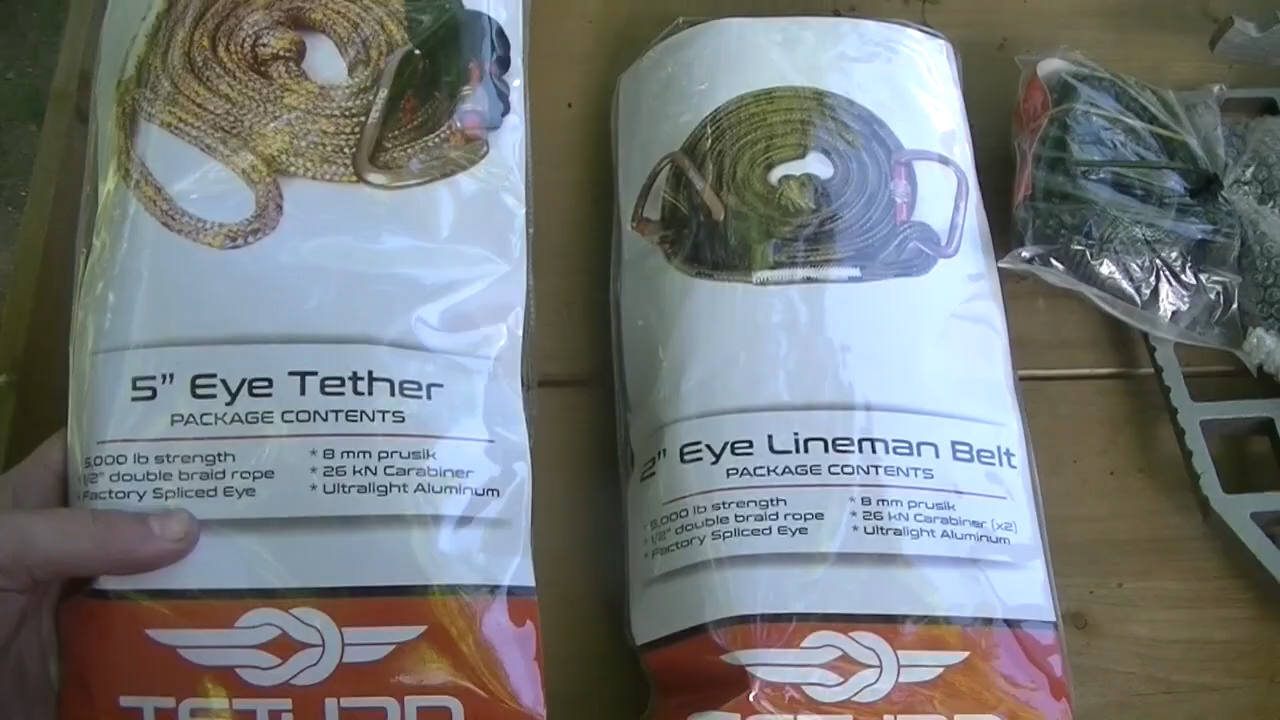 5” Eye Tether
PACKAGE CONTENTS
5,000 lb strength
1/2” double braid rope
Factory Spliced Eye
* 8 mm prusik
* 26 kN Carabiner
* Ultralight Aluminum
2” Eye Lineman Belt
PACKAGE CONTENTS
* 5,000 lb strength
* 1/2” double braid rope
* Factory Spliced Eye
* 8 mm prusik
* 26 kN Carabiner (x2)
* Ultralight Aluminum